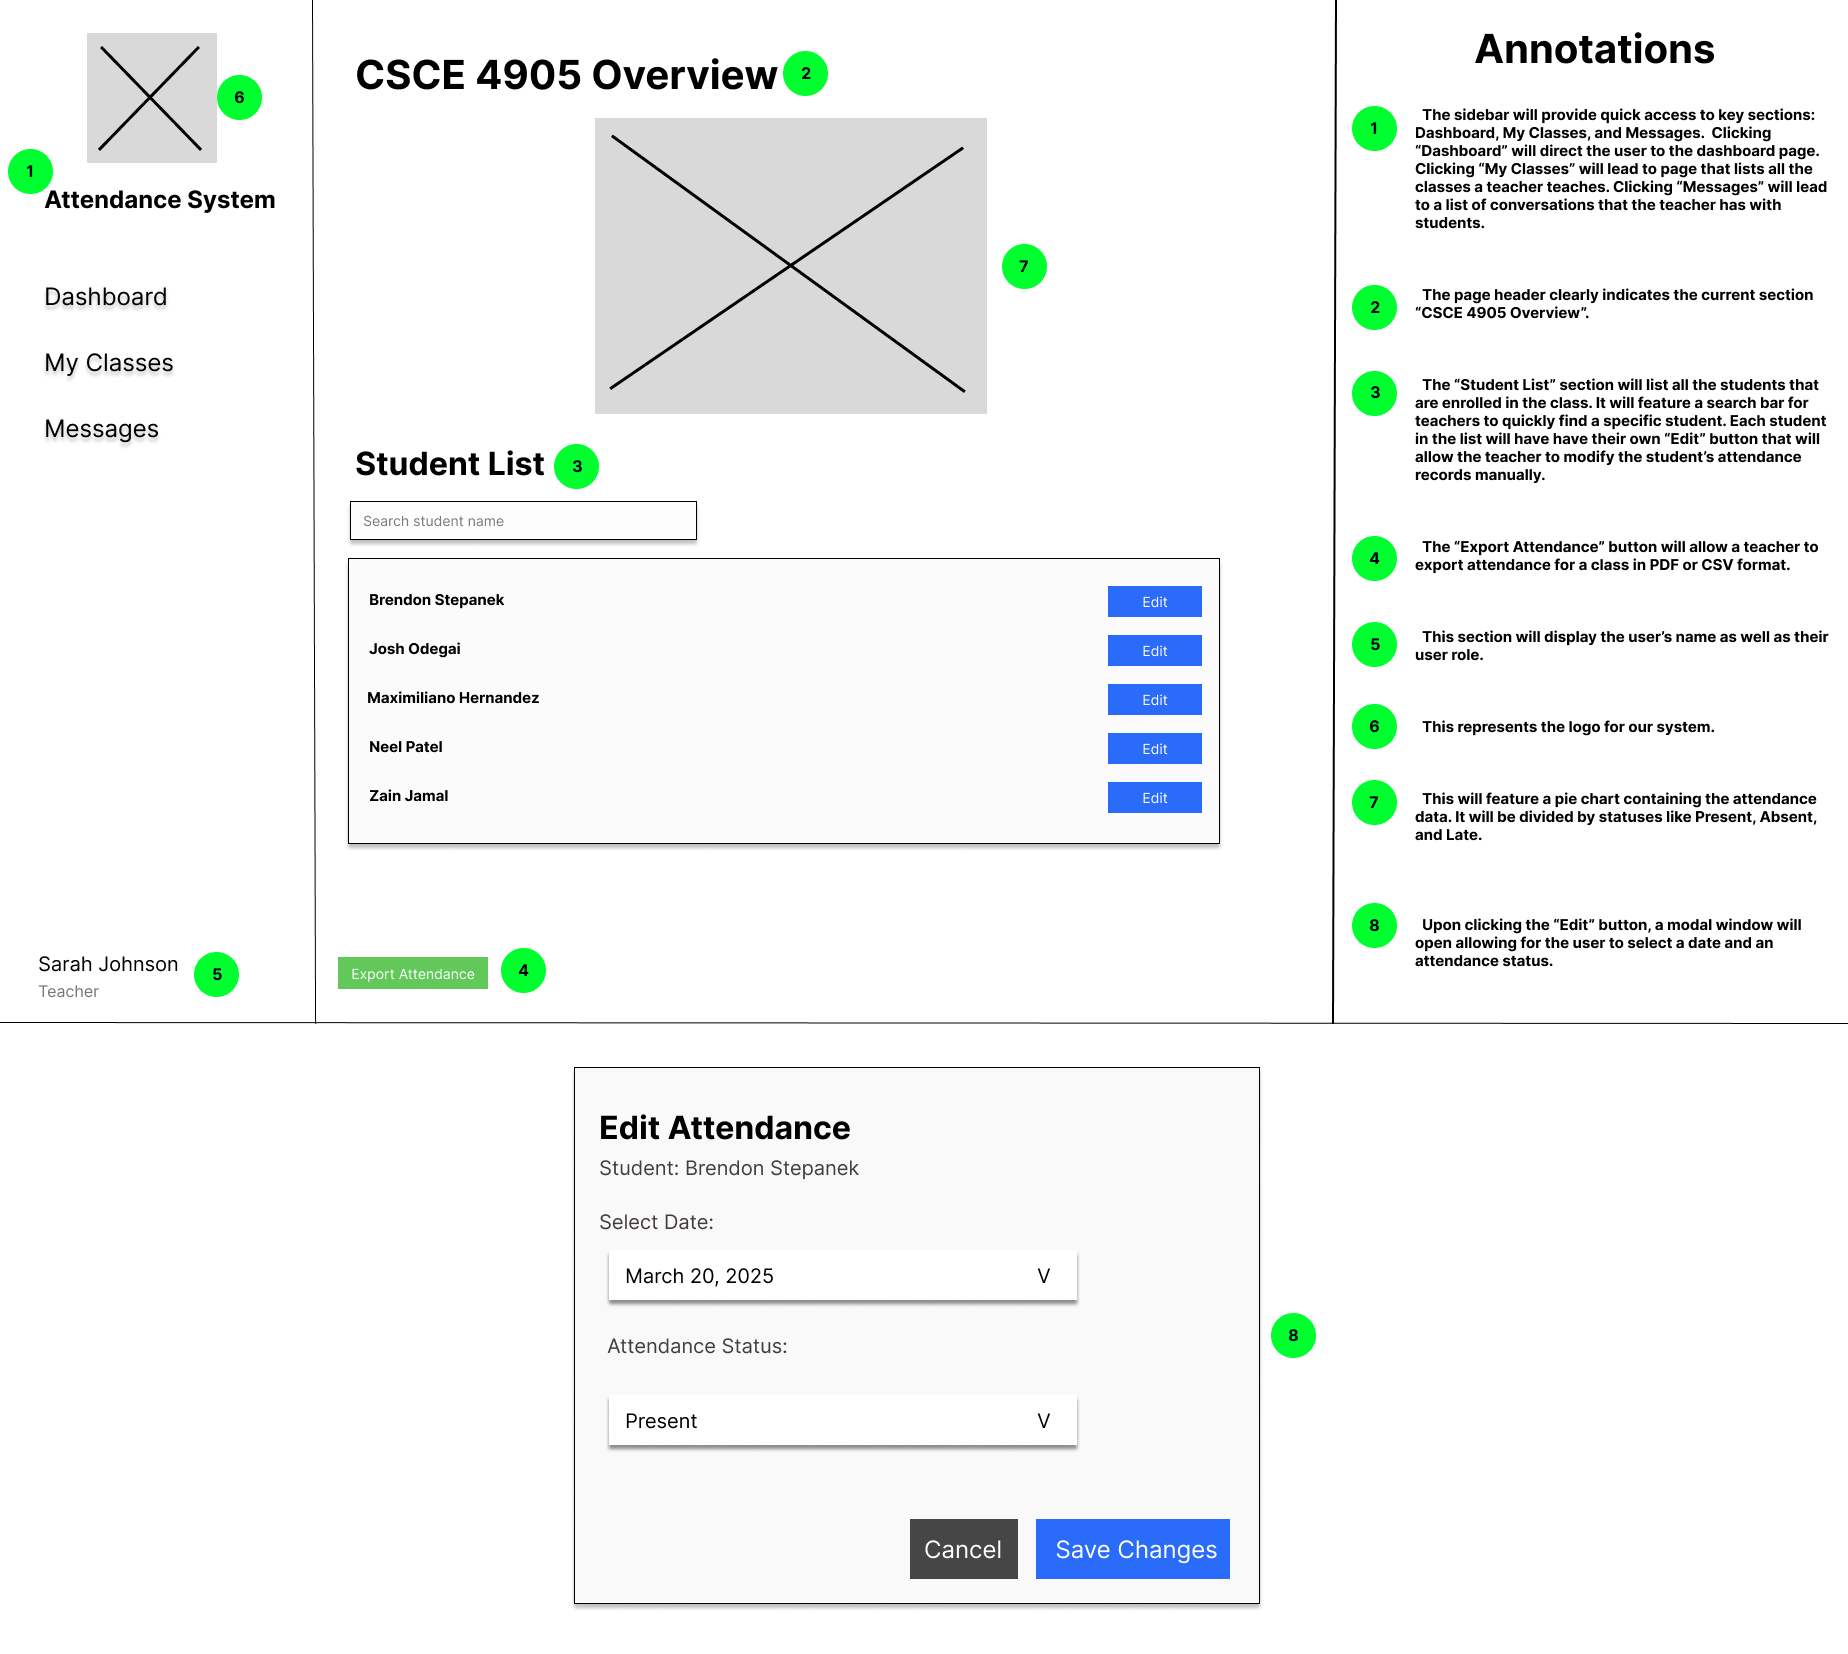 6
1
Attendance System
Dashboard
My Classes
Messages
Sarah Johnson
Teacher
5
CSCE 4905 Overview
2
7
Student List
3
Search student name
Brendon Stepanek
Edit
Josh Odegai
Edit
Maximiliano Hernandez
Edit
Neel Patel
Edit
Zain Jamal
Edit
Export Attendance
4
Annotations
1
The sidebar will provide quick access to key sections:
Dashboard, My Classes, and Messages.  Clicking
“Dashboard” will direct the user to the dashboard page.
Clicking “My Classes” will lead to page that lists all the
classes a teacher teaches. Clicking “Messages” will lead
to a list of conversations that the teacher has with
students.
2
The page header clearly indicates the current section
“CSCE 4905 Overview”.
3
The “Student List” section will list all the students that
are enrolled in the class. It will feature a search bar for
teachers to quickly find a specific student. Each student
in the list will have have their own “Edit” button that will
allow the teacher to modify the student’s attendance
records manually.
4
The “Export Attendance” button will allow a teacher to
export attendance for a class in PDF or CSV format.
5
This section will display the user’s name as well as their
user role.
6
This represents the logo for our system.
7
This will feature a pie chart containing the attendance
data. It will be divided by statuses like Present, Absent,
and Late.
8
Upon clicking the “Edit” button, a modal window will
open allowing for the user to select a date and an
attendance status.
Edit Attendance
Student: Brendon Stepanek
Select Date:
March 20, 2025 V
Attendance Status:
Present V
Cancel
Save Changes
8